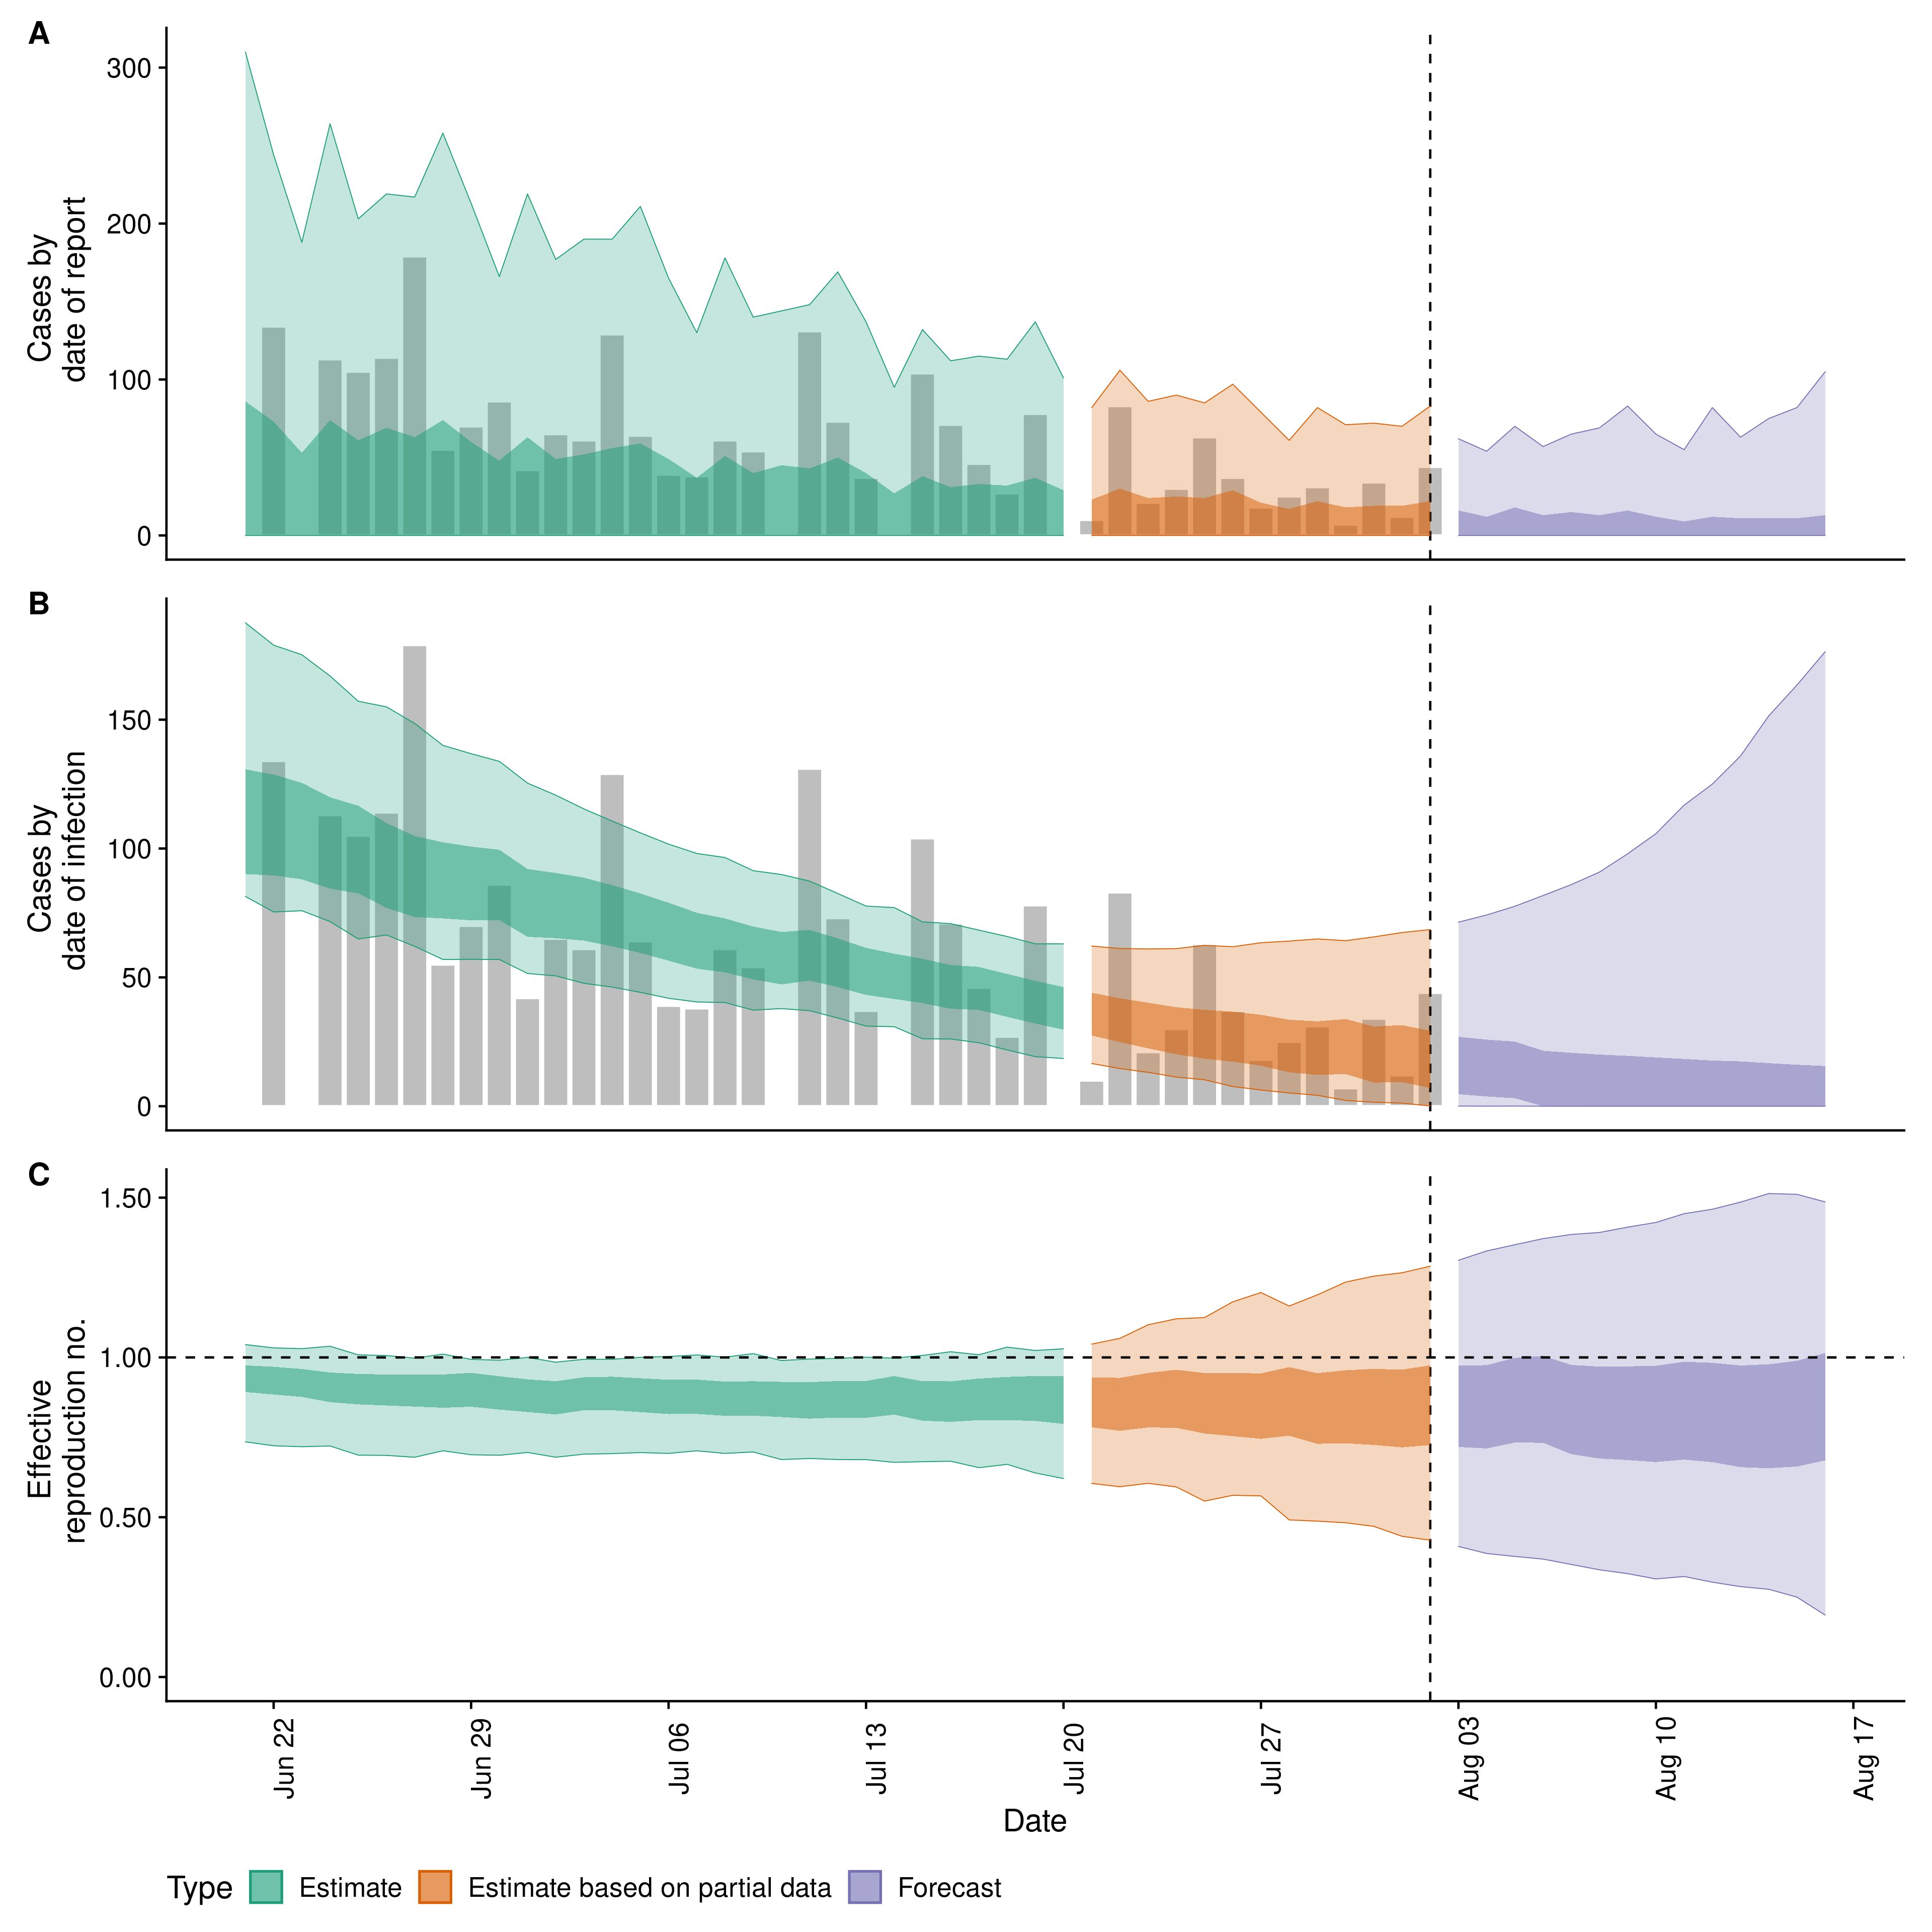 A
300
200
100
0
Cases by
date of report
B
150
100
50
0
Cases by
date of infection
C
1.50
1.00
0.50
0.00
Effective
reproduction no.
Jun 22
Jun 29
Jul 06
Jul 13
Jul 20
Jul 27
Aug 03
Aug 10
Aug 17
Date
Type Estimate Estimate based on partial data Forecast